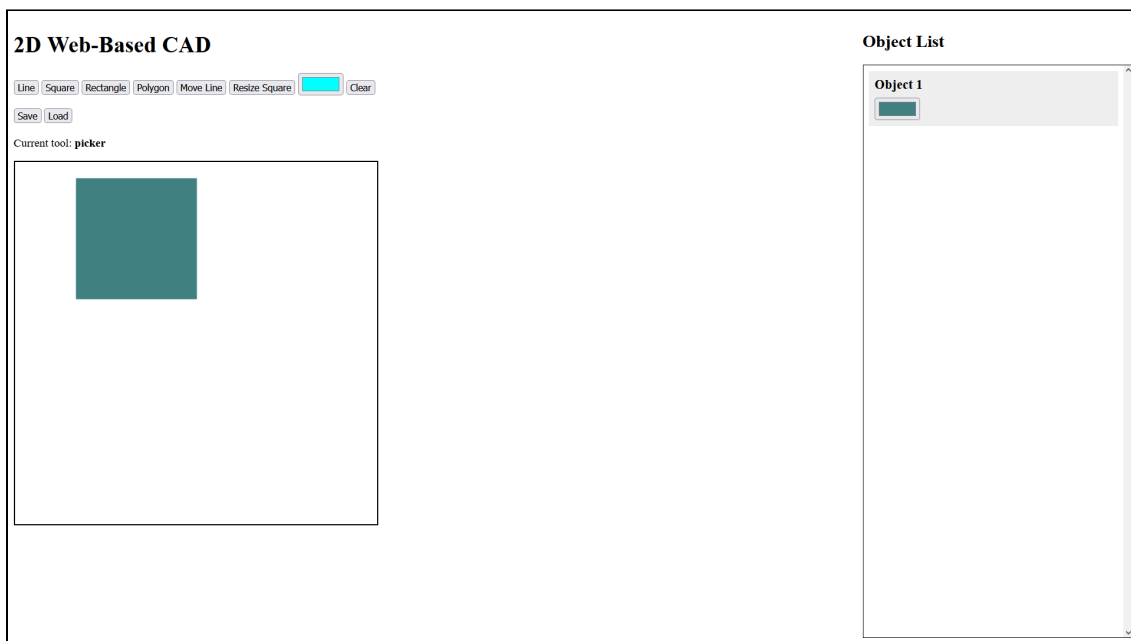 2D Web-Based CAD
Line Square Rectangle Polygon Move Line Resize Square Clear
Save Load
Current tool: picker
Object List
Object 1